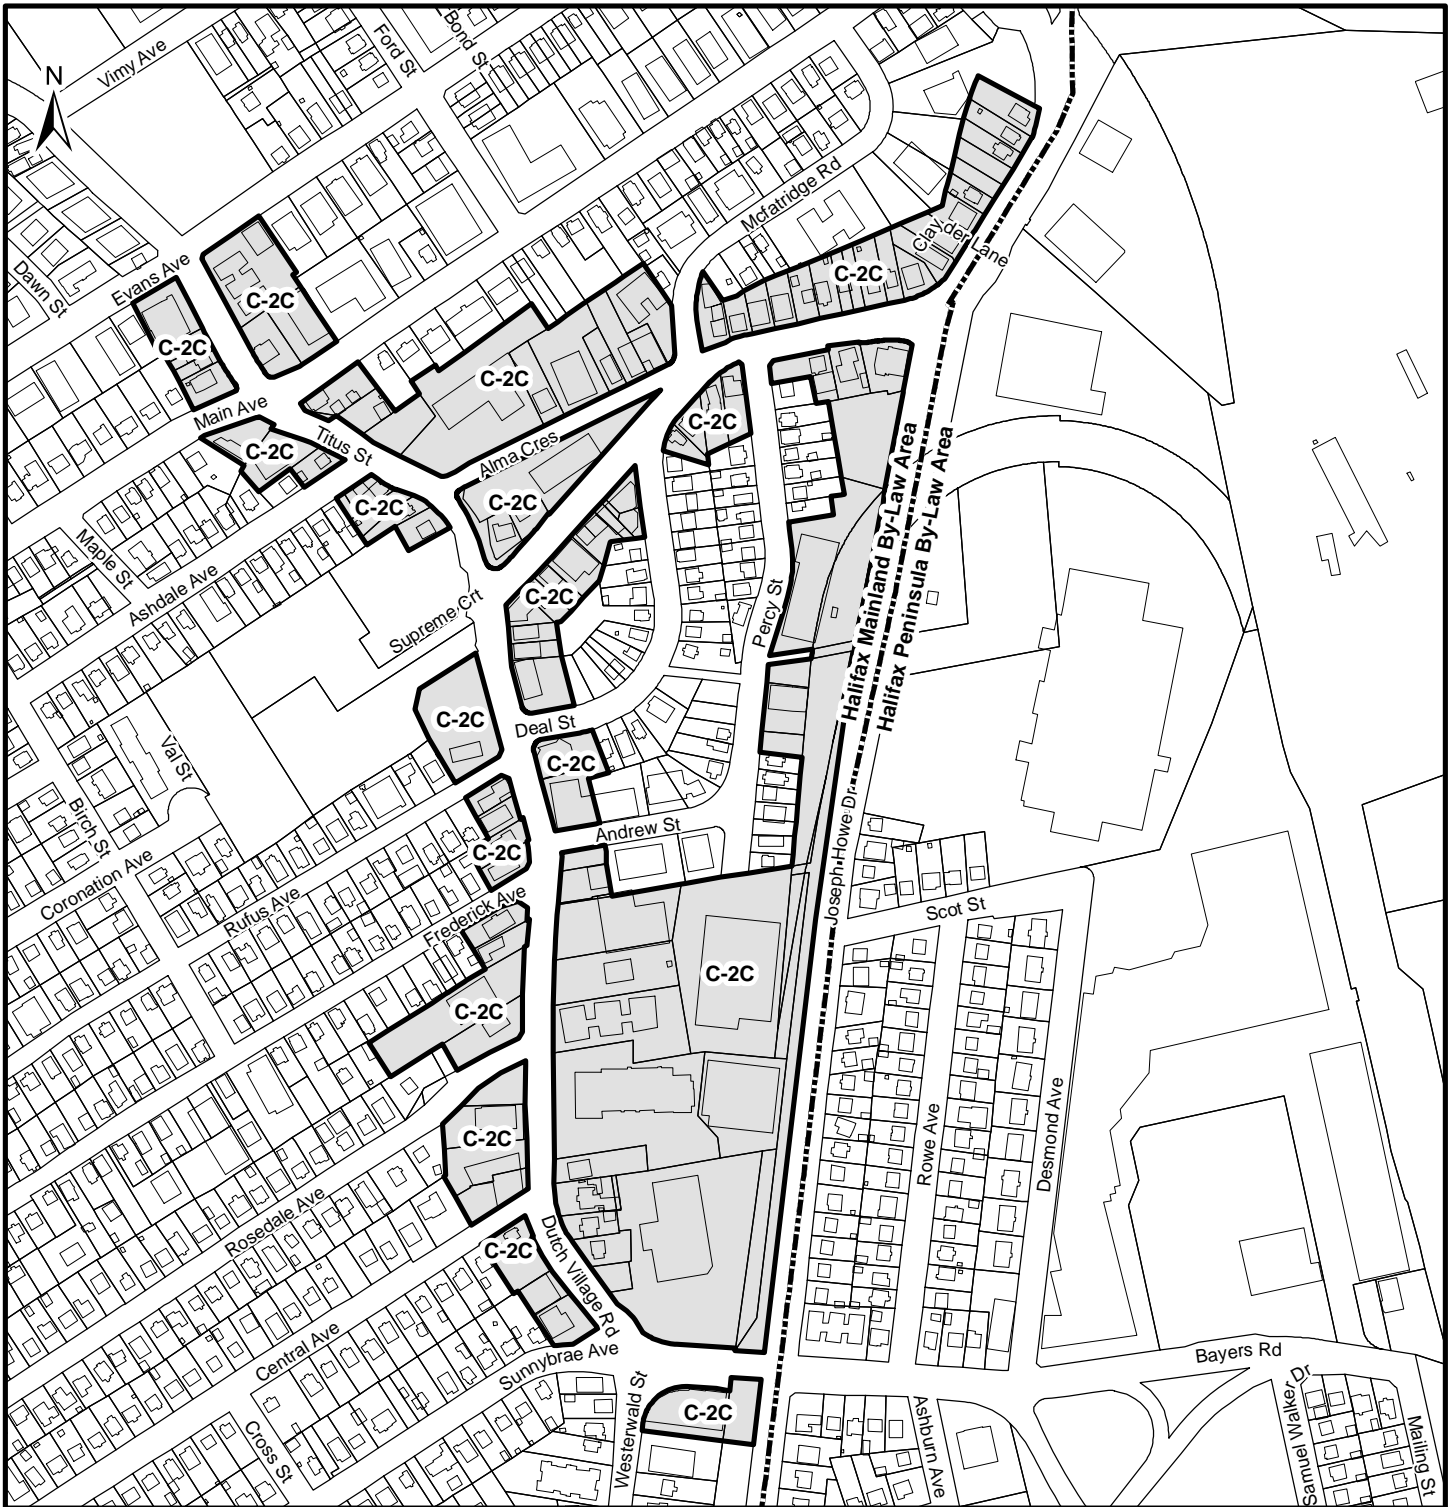 Vimy Ave
Ford St
Bond St
N
Dawn St
Evans Ave
Mcfatridge Rd
Claylder Lane
C-2C
C-2C
C-2C
C-2C
C-2C
Main Ave
Titus St
C-2C
C-2C
Alma Cres
C-2C
C-2C
Maple St
Ashdale Ave
Supreme Crt
C-2C
Percy St
Halifax Mainland By-Law Area
Halifax Peninsula By-Law Area
C-2C
Deal St
C-2C
Val St
Birch St
Andrew St
C-2C
Joseph Howe Dr
Coronation Ave
Rufus Ave
Frederick Ave
Scot St
C-2C
C-2C
Rowe Ave
Desmond Ave
C-2C
Rosedale Ave
Dutch Village Rd
C-2C
Central Ave
Sunnybrae Ave
Bayers Rd
Westerwald St
C-2C
Cross St
Ashburn Ave
Samuel Walker Dr
Mailing St